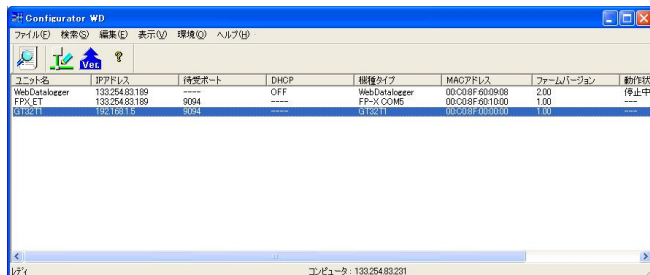 Configurator WD
ファイル(F) 検索(S) 編集(E) 表示(V) 環境(O) ヘルプ(H)
Ver. ?
ユニット名 IPアドレス 待受ポート DHCP 機種タイプ MACアドレス ファームバージョン 動作状
WebDatalogger 133.254.83.189 ---- OFF WebDatalogger 00:C0:8F:60:09:08 2.00 停止中
FPX_ET 133.254.83.189 9094 ---- FP-X COM5 00:C0:8F:60:10:00 1.00 ---
GT32T1 192.168.1.5 9094 ---- GT32T1 00:C0:8F:00:00:00 1.00 ---
レディ コンピュータ : 133.254.83.231